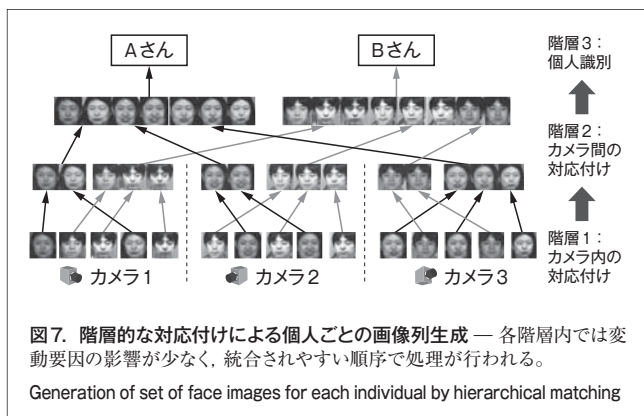 Aさん
Bさん
階層3：
個人識別
階層2：
カメラ間の
対応付け
階層1：
カメラ内の
対応付け
カメラ1
カメラ2
カメラ3
図7. 階層的な対応付けによる個人ごとの画像列生成 — 各階層内では変
動要因の影響が少なく，統合されやすい順序で処理が行われる。
Generation of set of face images for each individual by hierarchical matching